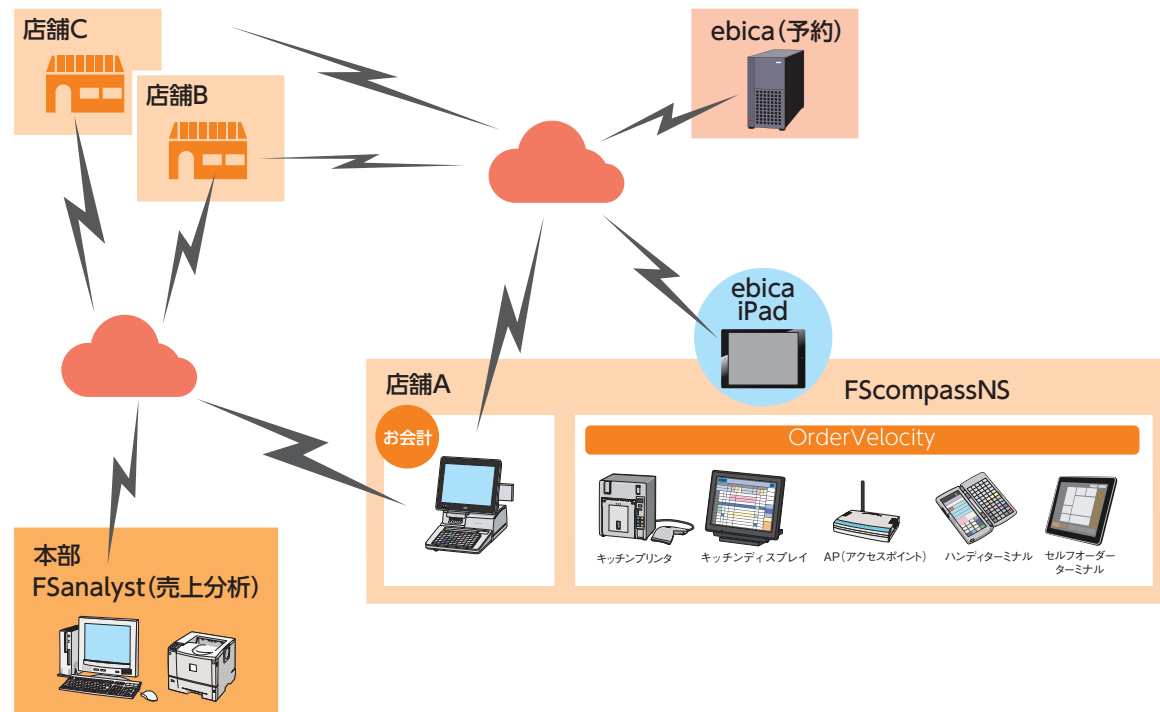 店舗C
店舗B
ebica(予約)
ebica
iPad
店舗A
FScompassNS
お会計
OrderVelocity
キッチンプリンタ
キッチンディスプレイ
AP(アクセスポイント)
ハンディターミナル
セルフオーダー
ターミナル
本部
FSanalyst(売上分析)